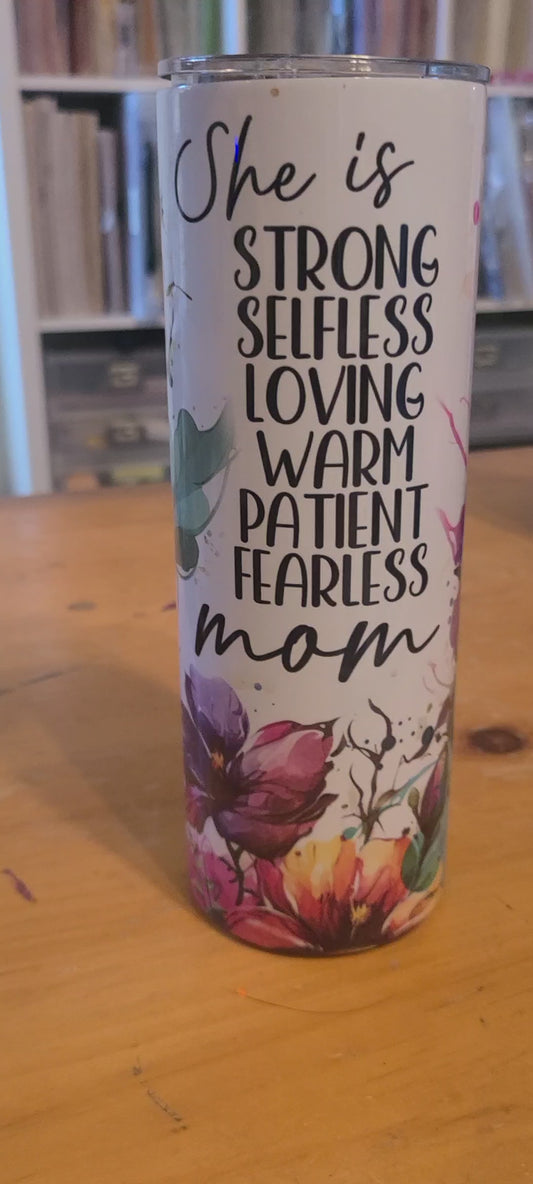 She is
STRONG
SELFLESS
LOVING
WARM
PATIENT
FEARLESS
mom